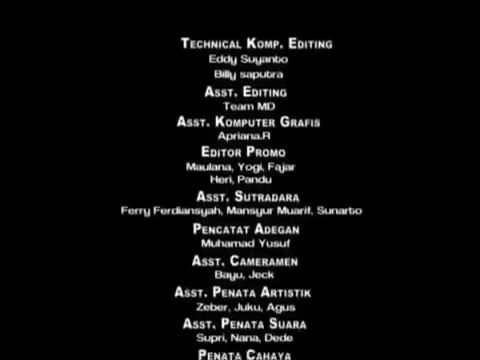 TECHNICAL KOMP. EDITING
Eddy Suyanto
Billy saputra
ASST. EDITING
Team MD
ASST. KOMPUTER GRAFIS
Apriana.R
EDITOR PROMO
Maulana, Yogi, Fajar
Heri, Pandu
ASST. SUTRADARA
Ferry Ferdiansyah, Mansyur Muarif, Sunarto
PENCATAT ADEGAN
Muhamad Yusuf
ASST. CAMERAMEN
Bayu, Jeck
ASST. PENATA ARTISTIK
Zeber, Juku, Agus
ASST. PENATA SUARA
Supri, Nana, Dede
PENATA CAHAYA